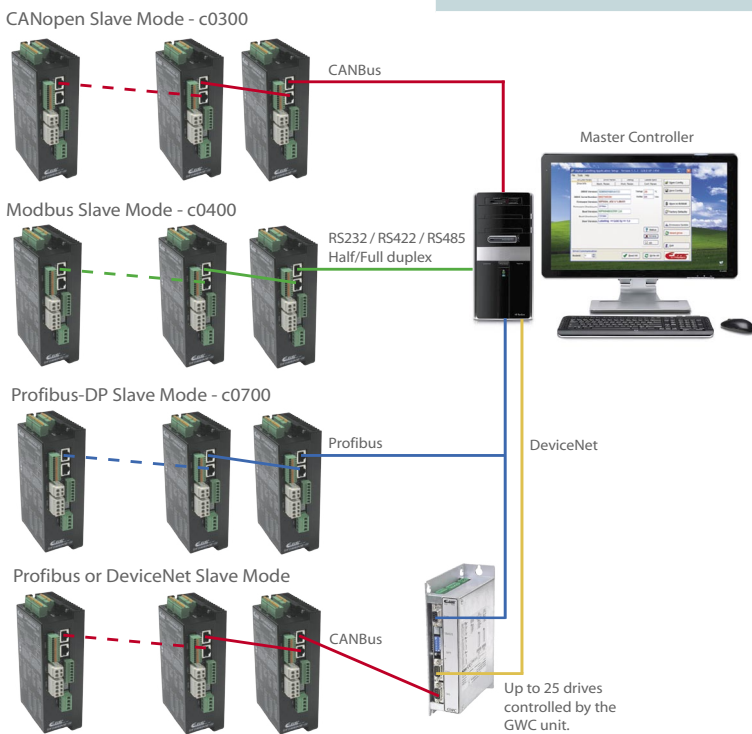 CANopen Slave Mode - c0300
CANBus
Master Controller
Modbus Slave Mode - c0400
RS232 / RS422 / RS485
Half/Full duplex
Profibus-DP Slave Mode - c0700
Profibus
DeviceNet
Profibus or DeviceNet Slave Mode
CANBus
Up to 25 drives
controlled by the
GWC unit.